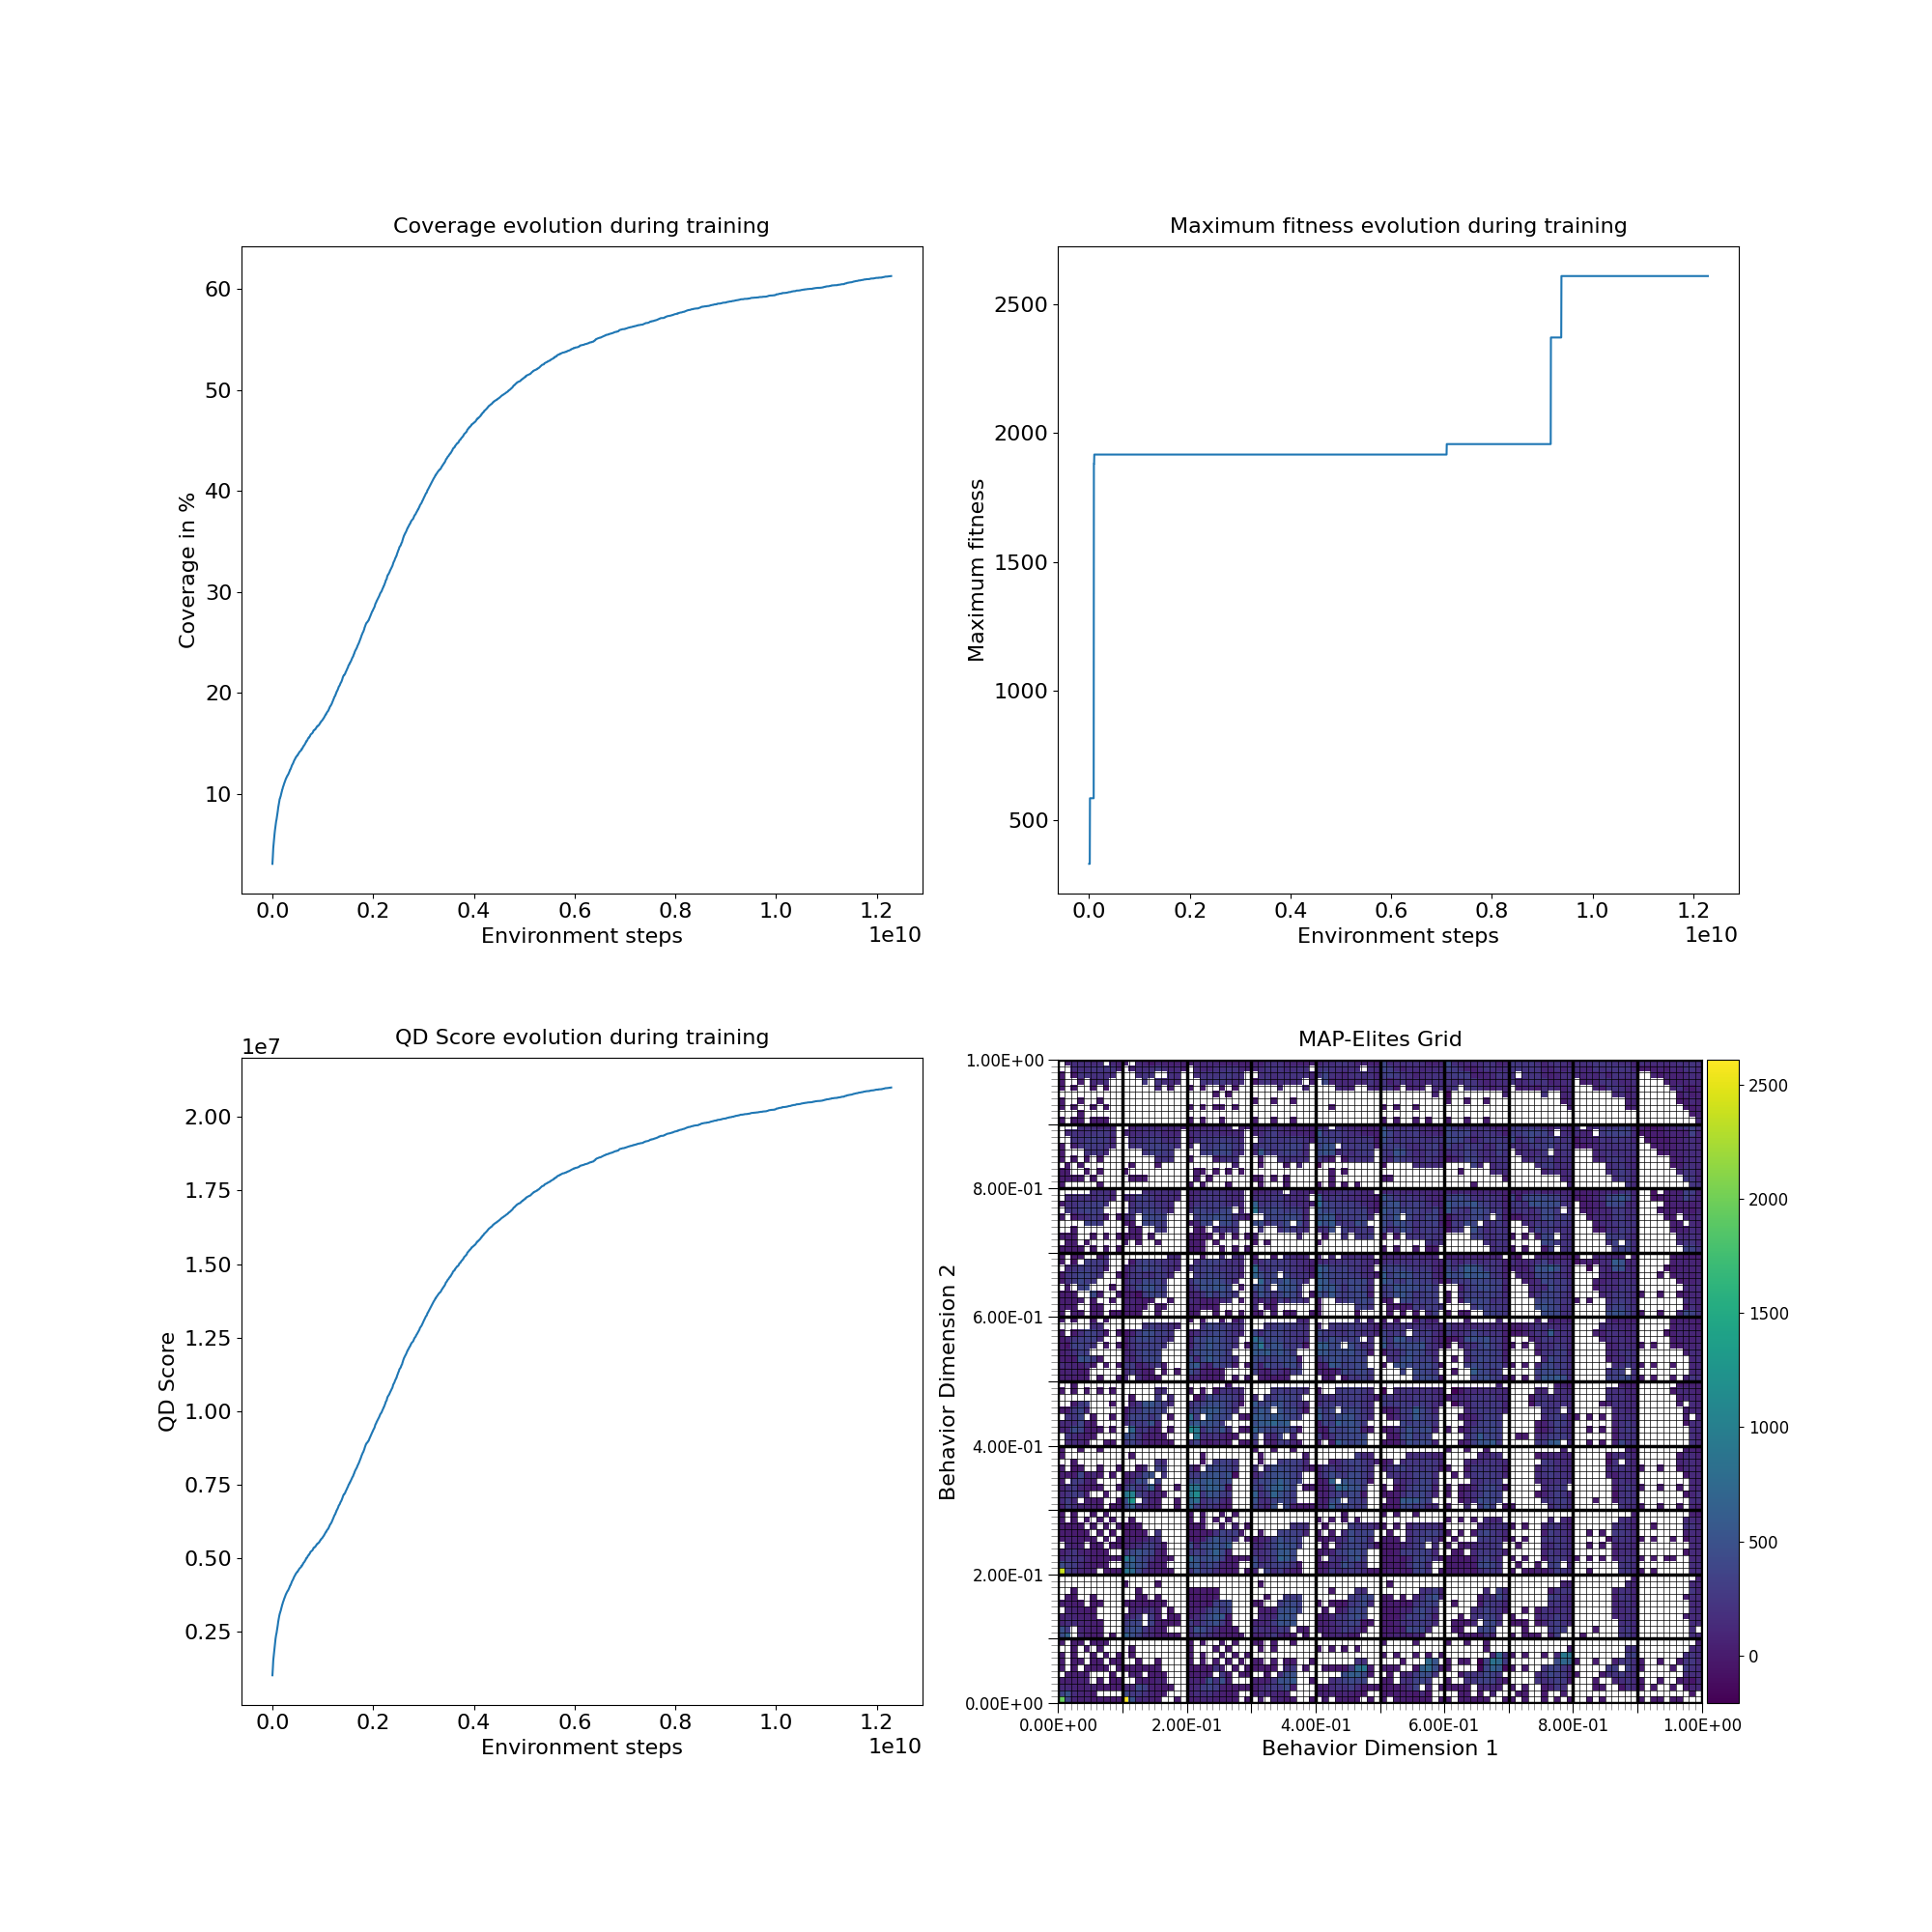 Coverage evolution during training
Coverage in %
60
50
40
30
20
10
0.0 0.2 0.4 0.6 0.8 1.0 1.2
1e10
Environment steps
Maximum fitness evolution during training
Maximum fitness
2500
2000
1500
1000
500
0.0 0.2 0.4 0.6 0.8 1.0 1.2
1e10
Environment steps
QD Score evolution during training
1e7
QD Score
2.00
1.75
1.50
1.25
1.00
0.75
0.50
0.25
0.0 0.2 0.4 0.6 0.8 1.0 1.2
1e10
Environment steps
MAP-Elites Grid
Behavior Dimension 2
1.00E+00
8.00E-01
6.00E-01
4.00E-01
2.00E-01
0.00E+00
0.00E+00 2.00E-01 4.00E-01 6.00E-01 8.00E-01 1.00E+00
Behavior Dimension 1
2500
2000
1500
1000
500
0